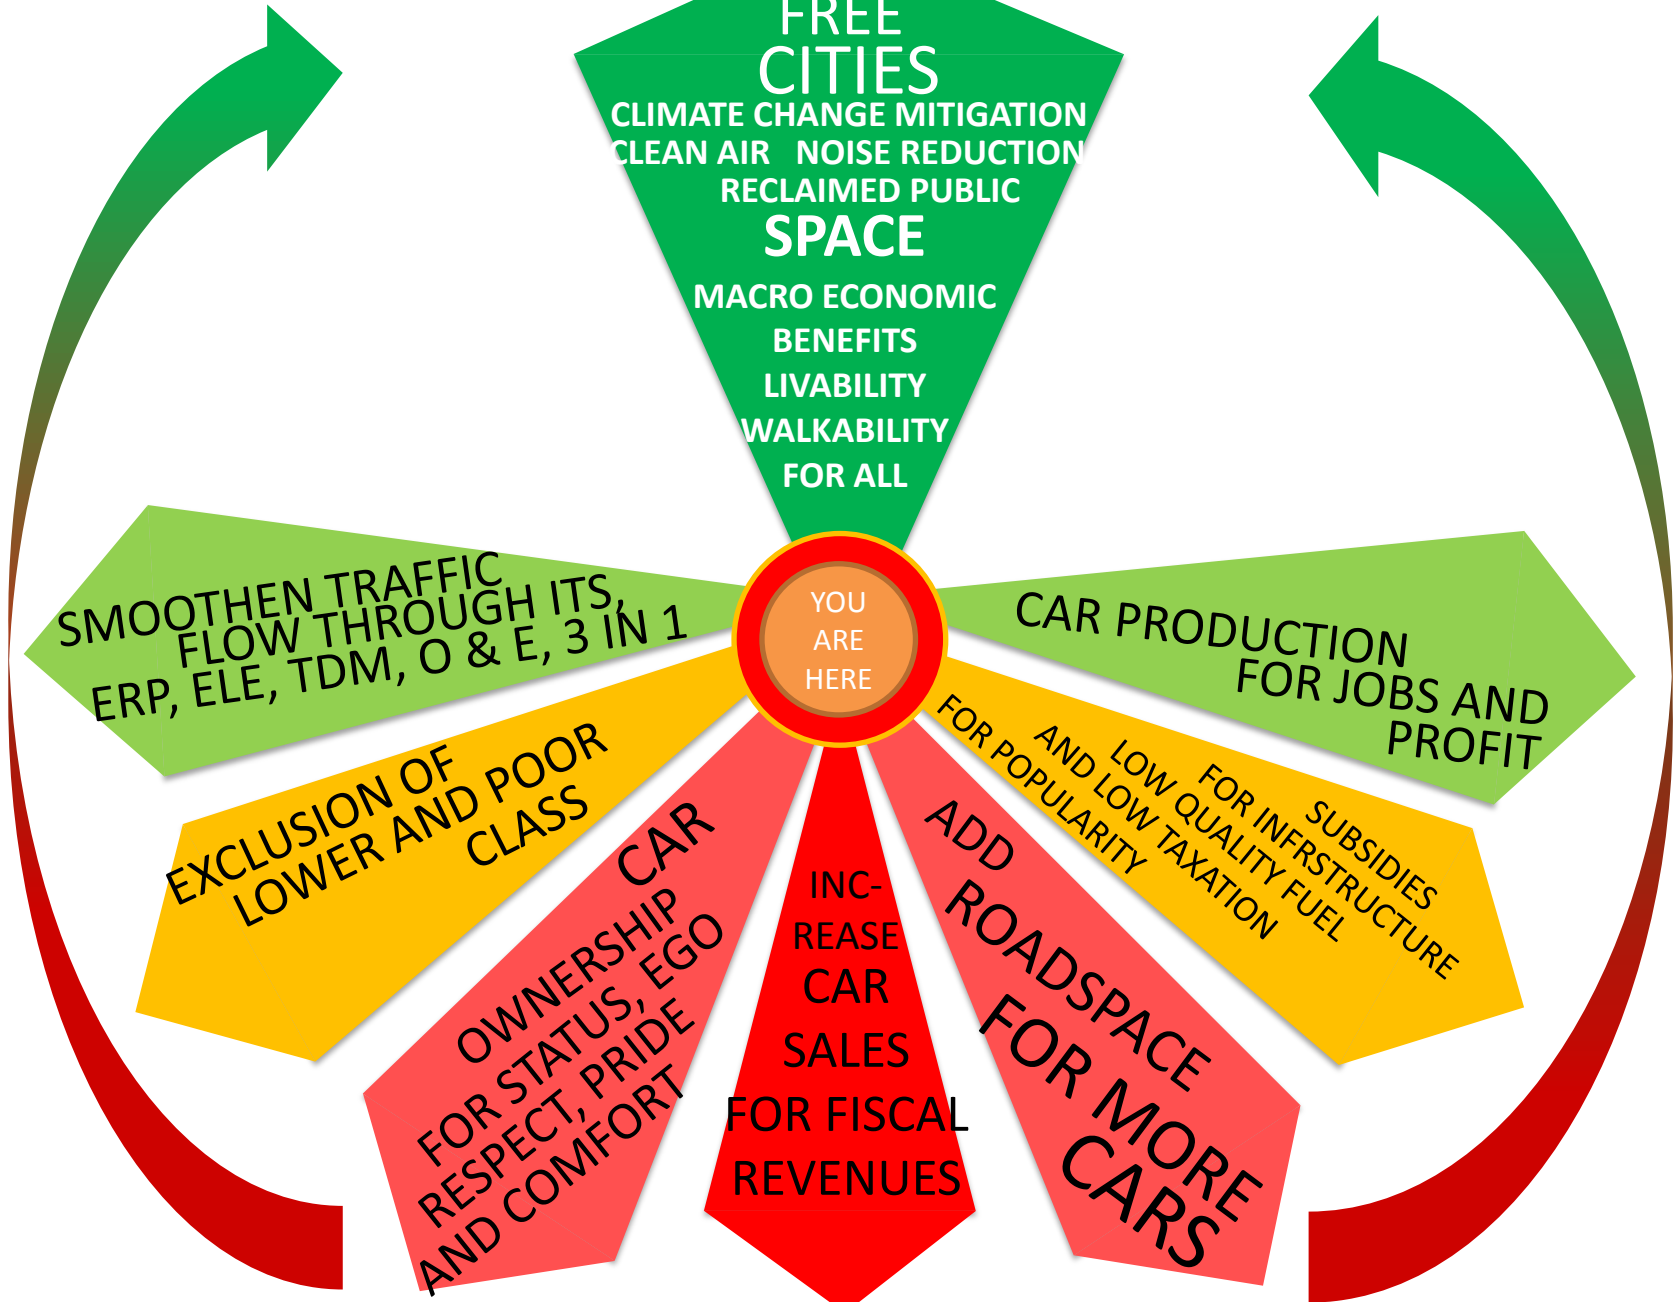 FREE
CITIES
CLIMATE CHANGE MITIGATION
CLEAN AIR NOISE REDUCTION
RECLAIMED PUBLIC
SPACE
MACRO ECONOMIC
BENEFITS
LIVABILITY
WALKABILITY
FOR ALL
YOU
ARE
HERE
SMOOTHEN TRAFFIC
FLOW THROUGH ITS,
ERP, ELE, TDM, O & E, 3 IN 1
EXCLUSION OF
LOWER AND POOR
CLASS
CAR
OWNERSHIP
FOR STATUS, EGO
RESPECT, PRIDE
AND COMFORT
INC-
REASE
CAR
SALES
FOR FISCAL
REVENUES
ADD
ROADSPACE
FOR MORE
CARS
SUBSIDIES
FOR INFRSTRUCTURE
LOW QUALITY FUEL
AND LOW TAXATION
FOR POPULARITY
CAR PRODUCTION
FOR JOBS AND
PROFIT